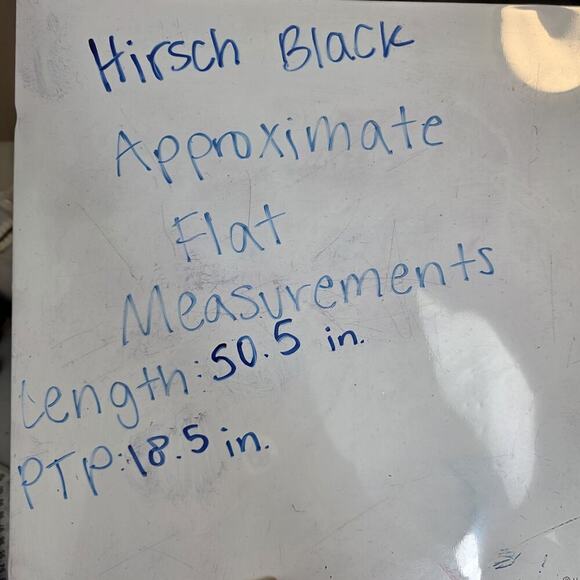 Hirsch Black
Approximate
Flat
Measurements
Length: 50.5 in.
PTP: 18.5 in.